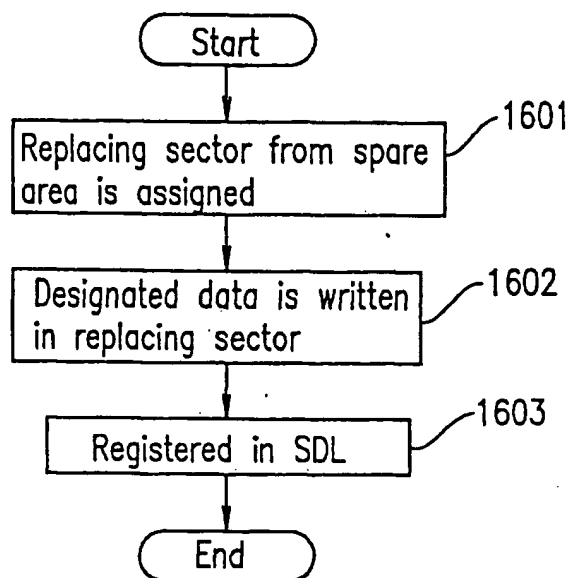 Start
1601
Replacing sector from spare
area is assigned
1602
Designated data is written
in replacing sector
1603
Registered in SDL
End